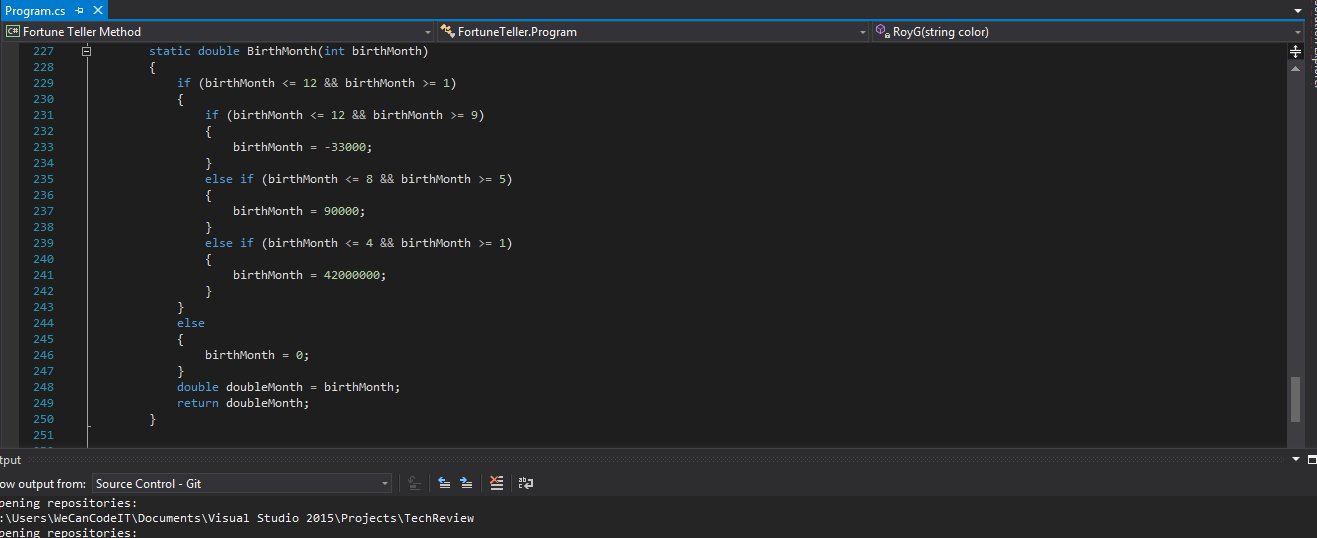 Program.cs
C# Fortune Teller Method FortuneTeller.Program RoyG(string color)
227 static double BirthMonth(int birthMonth)
228 {
229 if (birthMonth <= 12 && birthMonth >= 1)
230 {
231 if (birthMonth <= 12 && birthMonth >= 9)
232 {
233 birthMonth = -33000;
234 }
235 else if (birthMonth <= 8 && birthMonth >= 5)
236 {
237 birthMonth = 90000;
238 }
239 else if (birthMonth <= 4 && birthMonth >= 1)
240 {
241 birthMonth = 42000000;
242 }
243 }
244 else
245 {
246 birthMonth = 0;
247 }
248 double doubleMonth = birthMonth;
249 return doubleMonth;
250 }
251
tput
ow output from: Source Control - Git
pening repositories:
:\Users\WeCanCodeIT\Documents\Visual Studio 2015\Projects\TechReview
pening repositories: